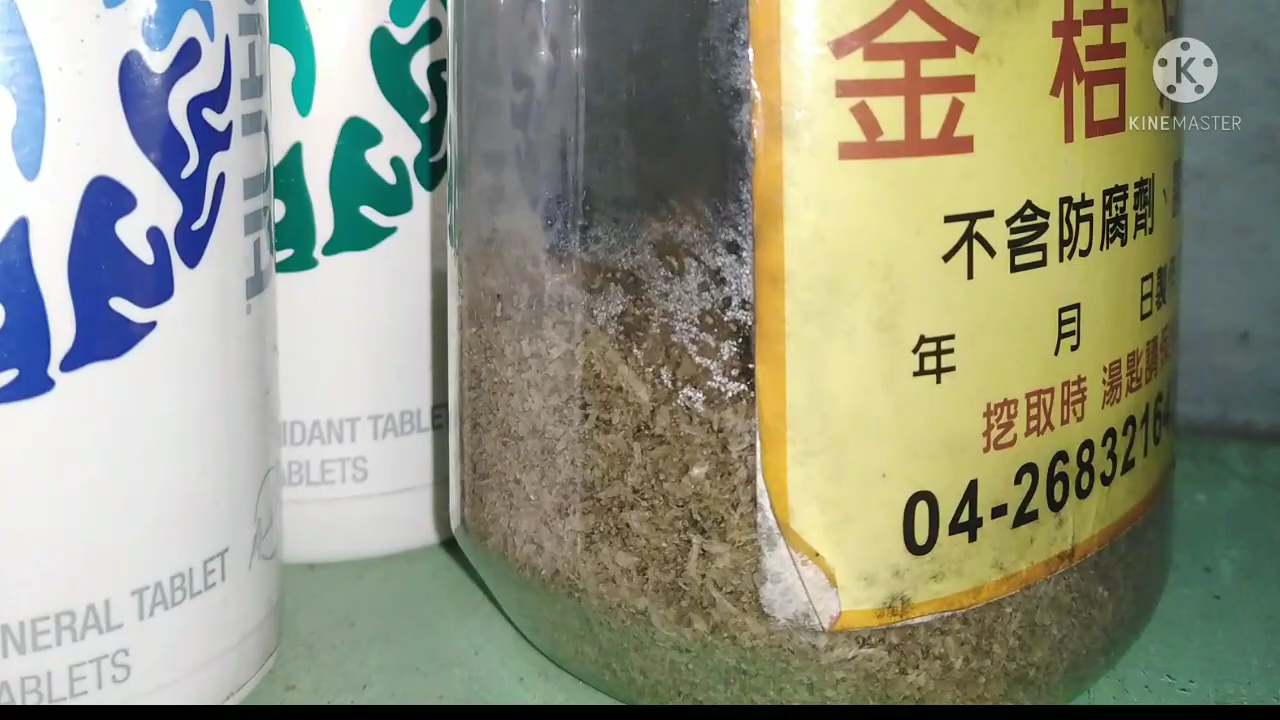 NERAL TABLET
ABLETS
IDANT TABLE
ABLETS
金桔
不含防腐劑、
年 月 日製
挖取時 湯匙請
04-2683216
KINEMASTER